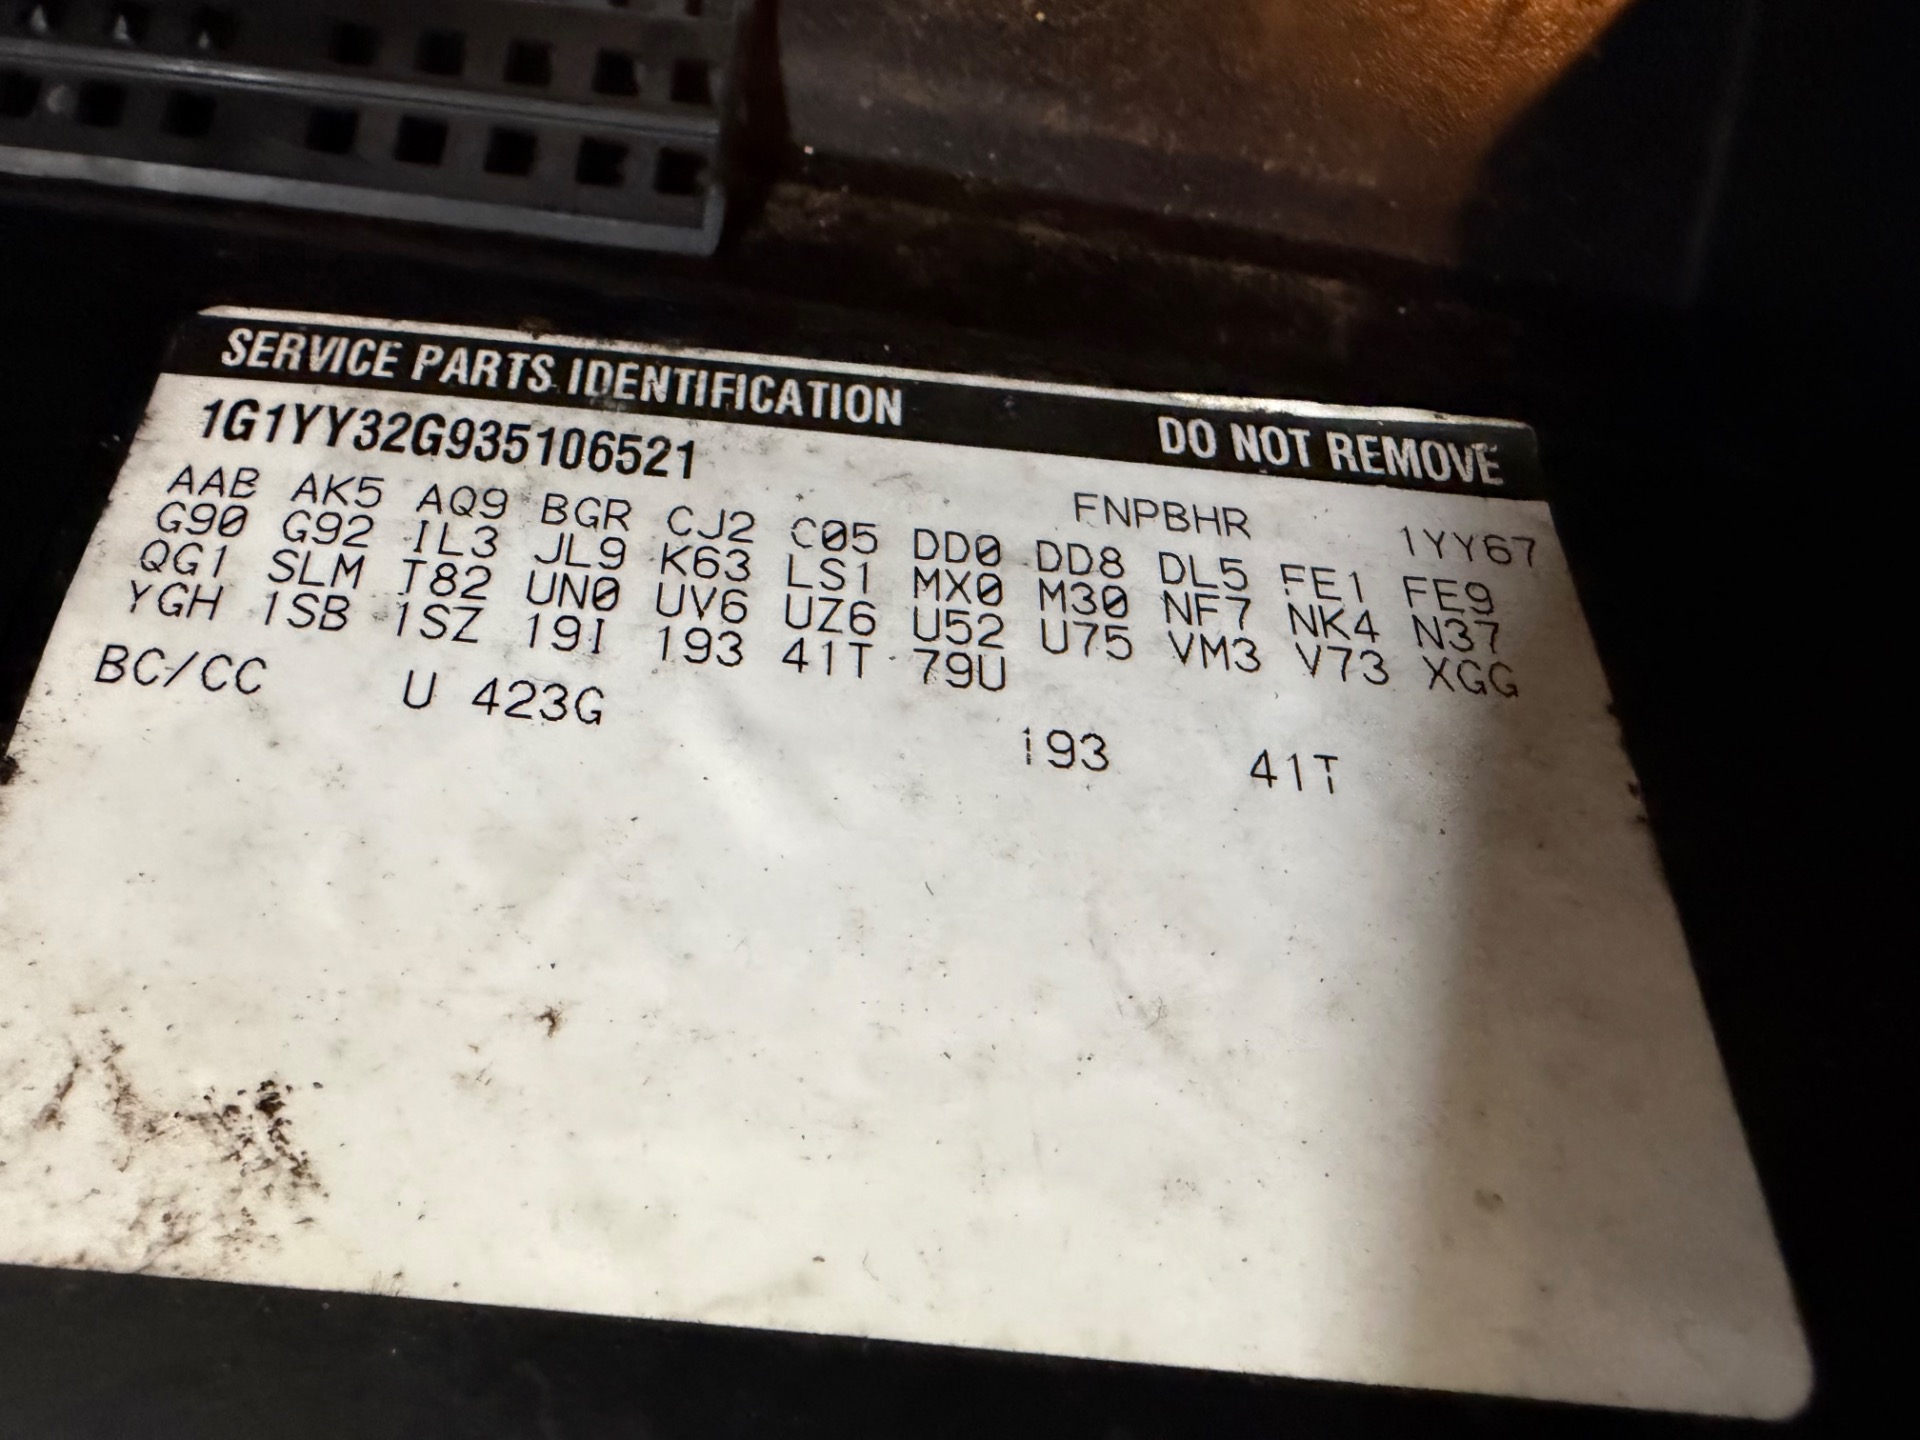 SERVICE PARTS IDENTIFICATION DO NOT REMOVE
1G1YY32G935106521 FNPBHR 1YY67
AAB AK5 AQ9 BGR CJ2 C05 DD0 DD8 DL5 FE1 FE9
G90 G92 IL3 JL9 K63 LS1 MX0 M30 NF7 NK4 N37
QG1 SLM T82 UN0 UV6 UZ6 U52 U75 VM3 V73 XGG
YGH 1SB 1SZ 19I 193 41T 79U
BC/CC U 423G 193 41T